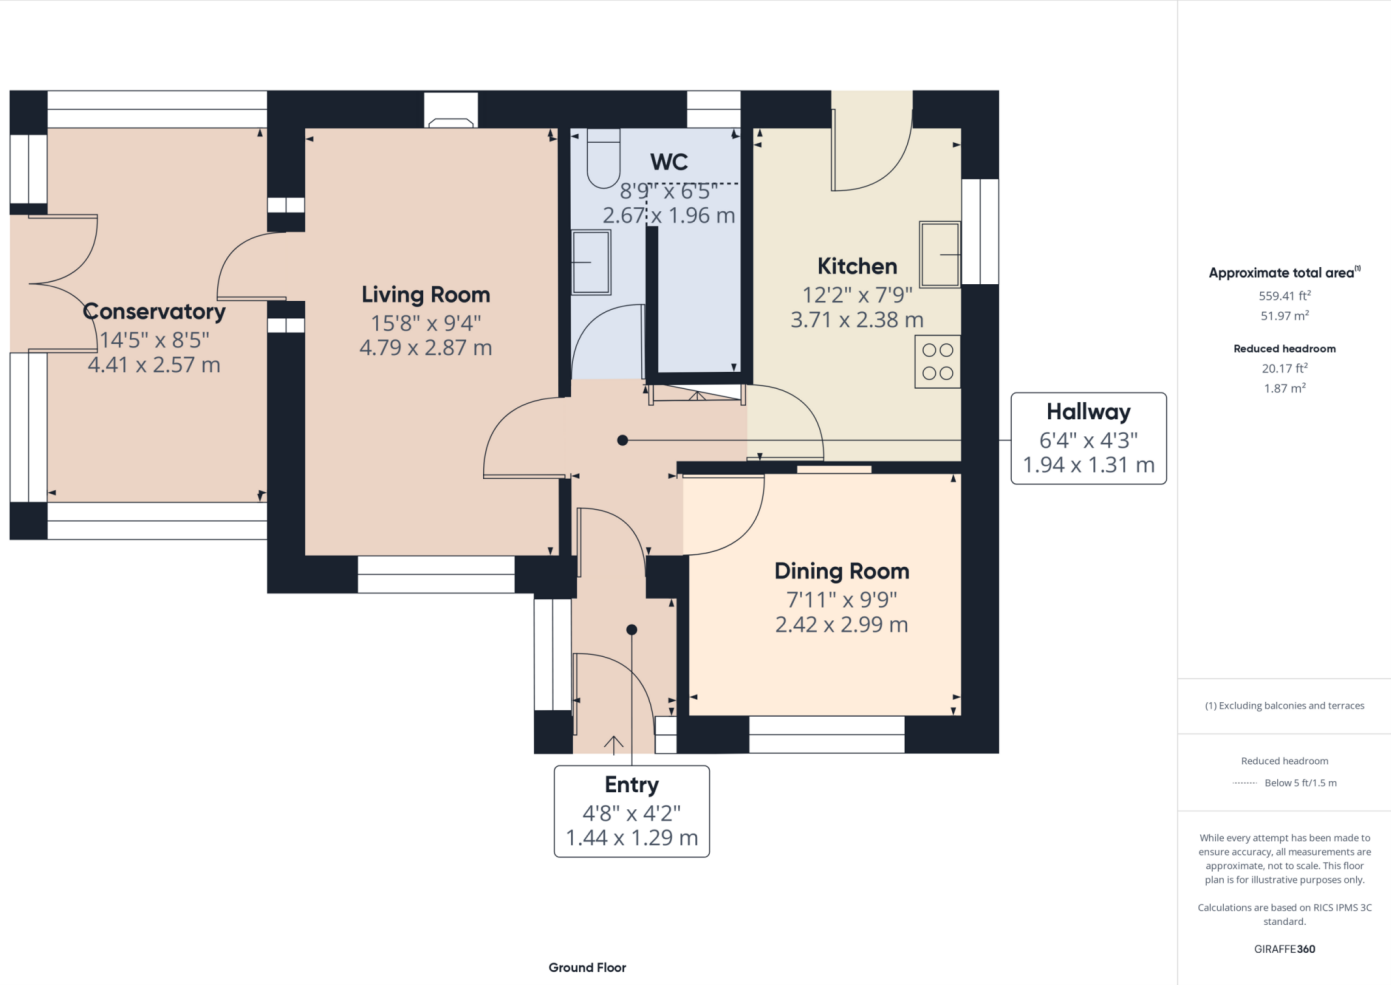 WC
8'9" x 6'5"
2.67 x 1.96 m
Kitchen
12'2" x 7'9"
3.71 x 2.38 m
Living Room
15'8" x 9'4"
4.79 x 2.87 m
Conservatory
14'5" x 8'5"
4.41 x 2.57 m
Hallway
6'4" x 4'3"
1.94 x 1.31 m
Dining Room
7'11" x 9'9"
2.42 x 2.99 m
Entry
4'8" x 4'2"
1.44 x 1.29 m
Ground Floor
Approximate total area(1)
559.41 ft²
51.97 m²
Reduced headroom
20.17 ft²
1.87 m²
(1) Excluding balconies and terraces
Reduced headroom
Below 5 ft/1.5 m
While every attempt has been made to
ensure accuracy, all measurements are
approximate, not to scale. This floor
plan is for illustrative purposes only.
Calculations are based on RICS IPMS 3C
standard.
GIRAFFE360